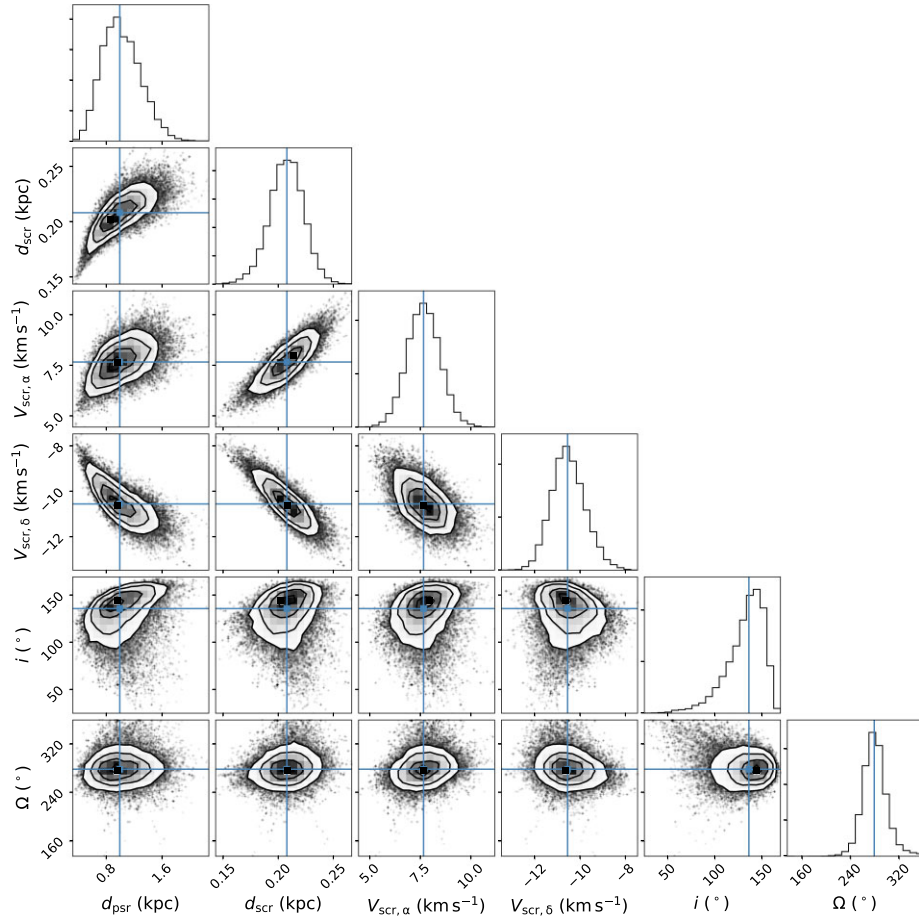 0.25
0.20
0.15
d_scr (kpc)
10.0
7.5
5.0
V_scr,α (km s⁻¹)
−8
−10
−12
V_scr,δ (km s⁻¹)
150
100
50
i (°)
320
240
160
Ω (°)
0.8 1.6 0.15 0.20 0.25 5.0 7.5 10.0 −12 −10 −8 50 100 150 160 240 320
d_psr (kpc) d_scr (kpc) V_scr,α (km s⁻¹) V_scr,δ (km s⁻¹) i (°) Ω (°)